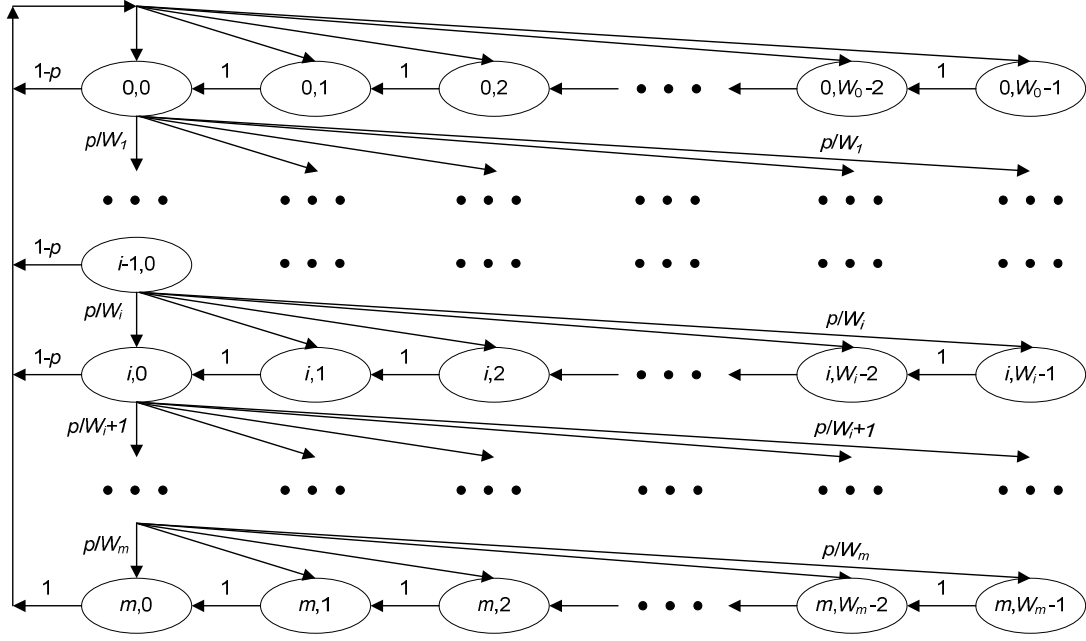 1-p 1 1 1
0,0 0,1 0,2 • • • 0,W₀-2 0,W₀-1
p/W₁ p/W₁
• • • • • • • • • • • • • • • • • •
1-p i-1,0 • • • • • • • • • • • • • • •
p/Wᵢ p/Wᵢ
1-p 1 1 1
i,0 i,1 i,2 • • • i,Wᵢ-2 i,Wᵢ-1
p/Wᵢ+1 p/Wᵢ+1
• • • • • • • • • • • • • • • • • •
p/Wₘ p/Wₘ
1 1 1 1
m,0 m,1 m,2 • • • m,Wₘ-2 m,Wₘ-1